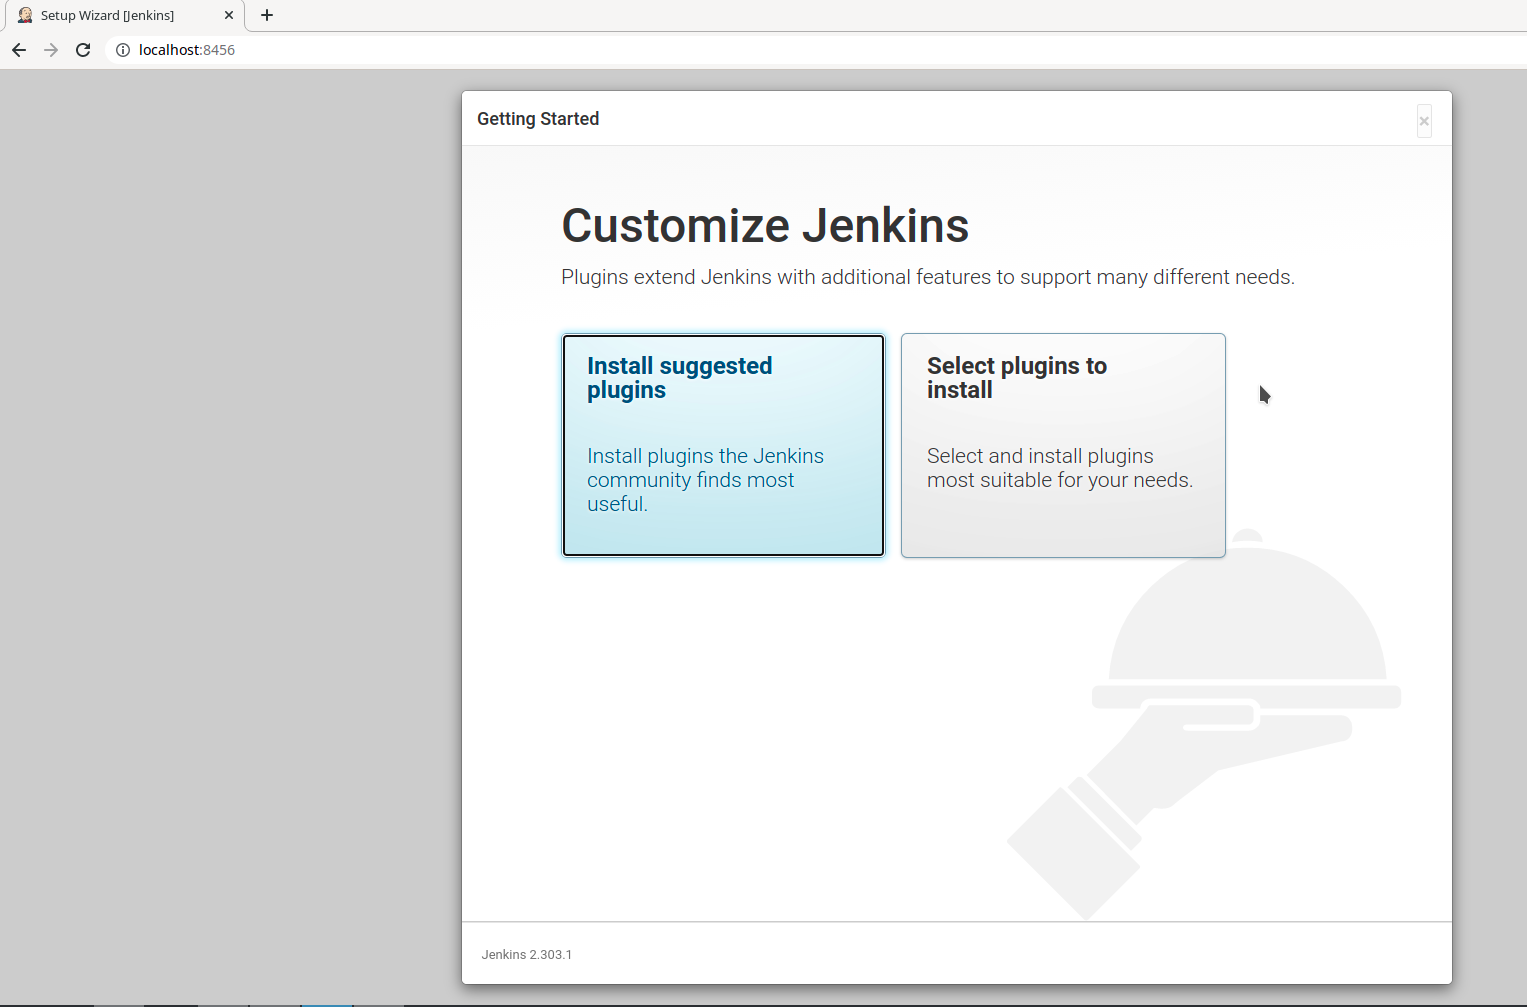 Setup Wizard [Jenkins]
localhost:8456
Getting Started
Customize Jenkins
Plugins extend Jenkins with additional features to support many different needs.
Install suggested
plugins
Install plugins the Jenkins
community finds most
useful.
Select plugins to
install
Select and install plugins
most suitable for your needs.
Jenkins 2.303.1